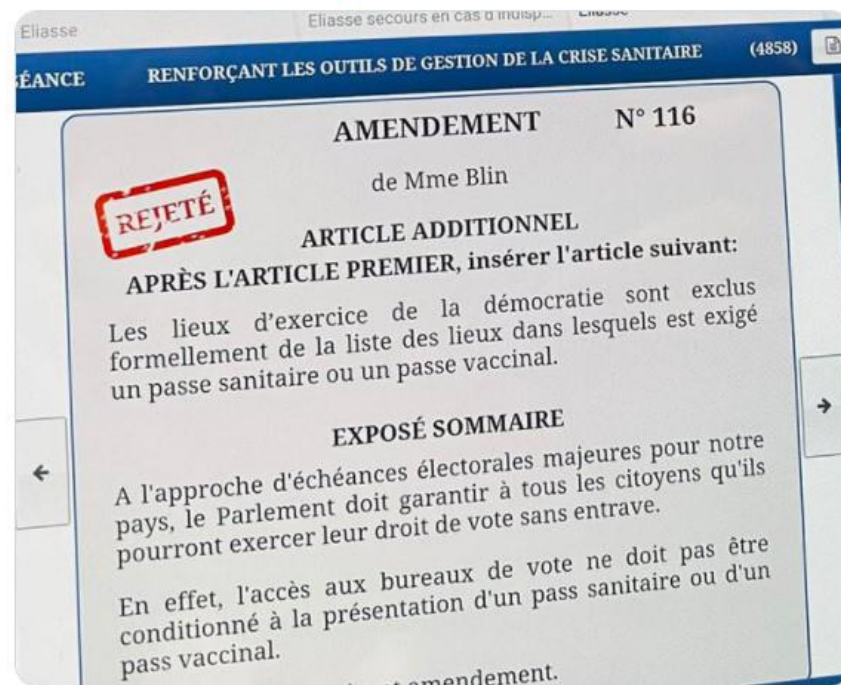 Eliasse
Eliasse secours en cas d'indisp...
Eliasse
ÉANCE
RENFORÇANT LES OUTILS DE GESTION DE LA CRISE SANITAIRE
(4858)
AMENDEMENT
N° 116
de Mme Blin
REJETÉ
ARTICLE ADDITIONNEL
APRÈS L'ARTICLE PREMIER, insérer l'article suivant:
Les lieux d'exercice de la démocratie sont exclus
formellement de la liste des lieux dans lesquels est exigé
un passe sanitaire ou un passe vaccinal.
EXPOSÉ SOMMAIRE
A l'approche d'échéances électorales majeures pour notre
pays, le Parlement doit garantir à tous les citoyens qu'ils
pourront exercer leur droit de vote sans entrave.
En effet, l'accès aux bureaux de vote ne doit pas être
conditionné à la présentation d'un pass sanitaire ou d'un
pass vaccinal.
amendement.